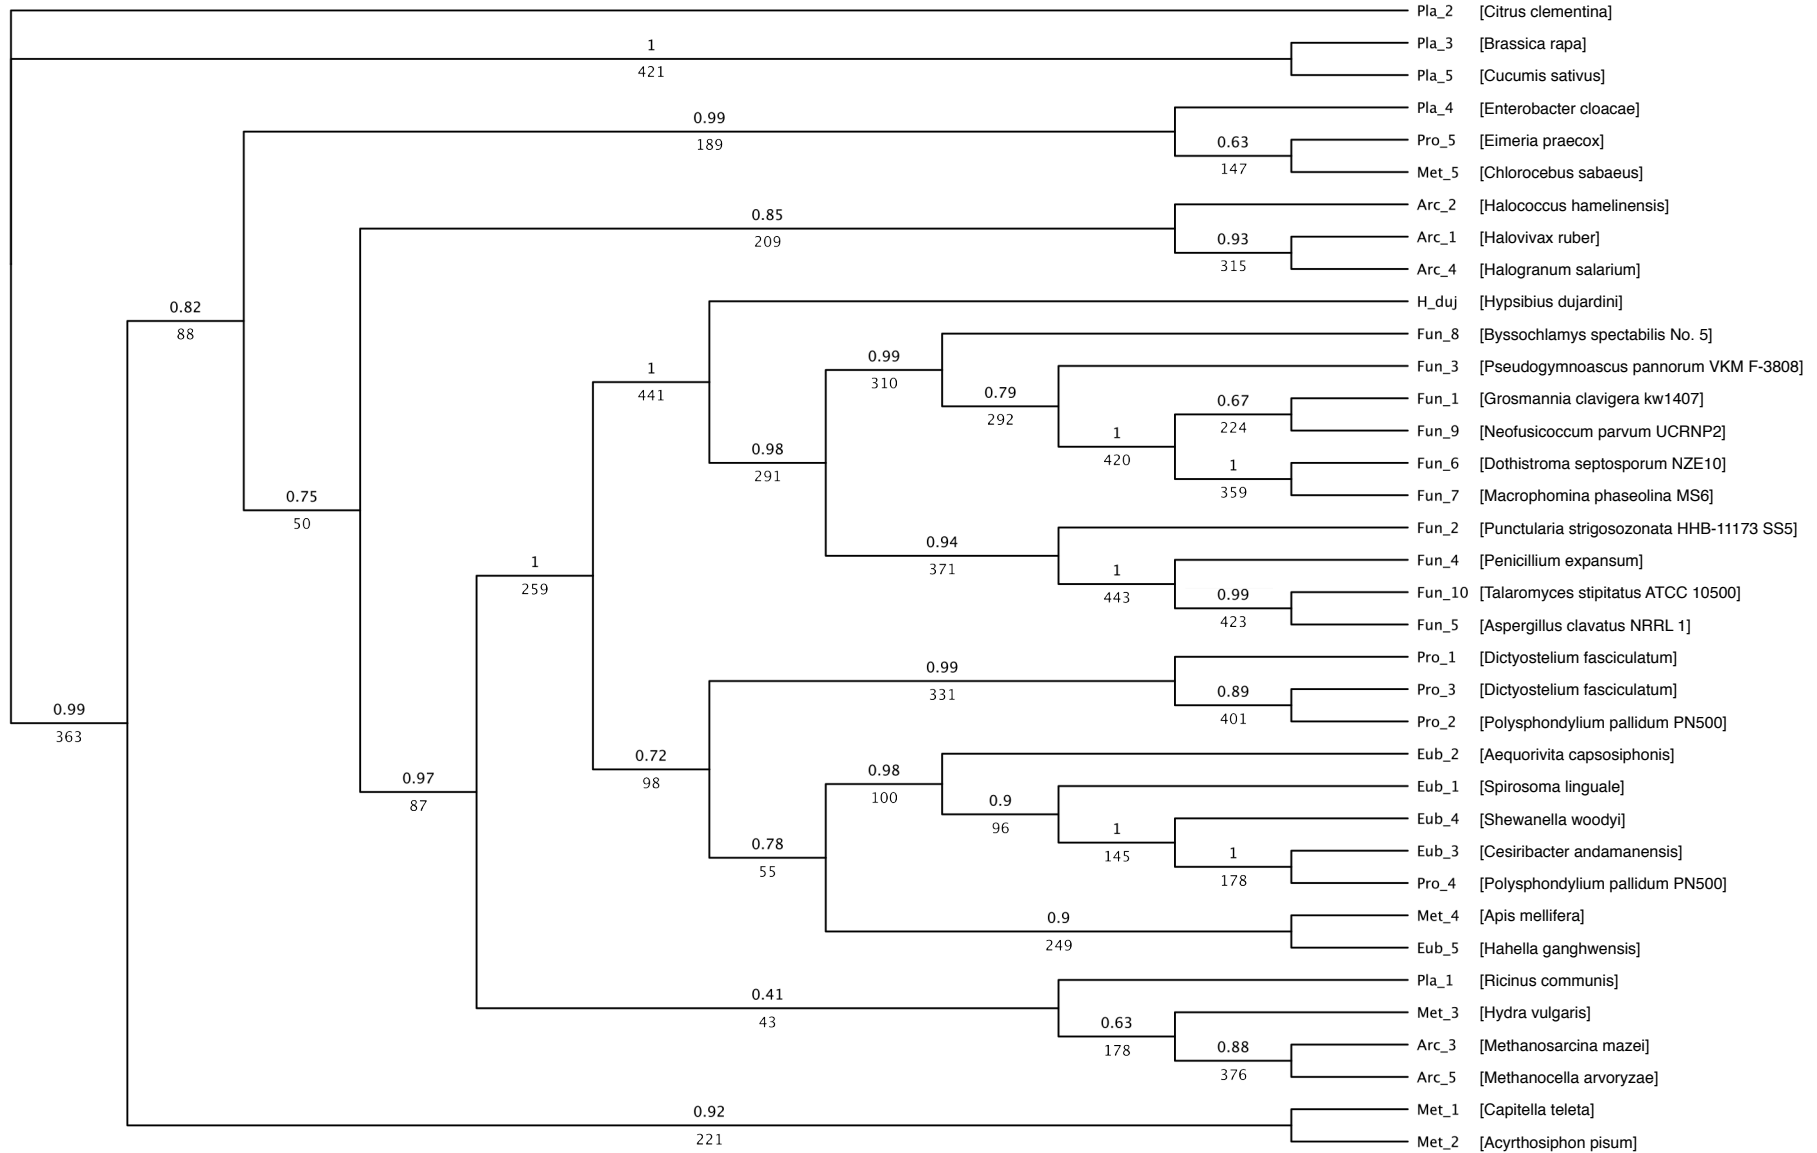 Pla_2 [Citrus clementina]
1
Pla_3 [Brassica rapa]
421
Pla_5 [Cucumis sativus]
Pla_4 [Enterobacter cloacae]
0.99
189
0.63
Pro_5 [Eimeria praecox]
147
Met_5 [Chlorocebus sabaeus]
Arc_2 [Halococcus hamelinensis]
0.85
209
0.93
Arc_1 [Halovivax ruber]
315
Arc_4 [Halogranum salarium]
H_duj [Hypsibius dujardini]
0.82
88
Fun_8 [Byssochlamys spectabilis No. 5]
0.99
310
Fun_3 [Pseudogymnoascus pannorum VKM F-3808]
1
441
0.79
292
0.67
Fun_1 [Grosmannia clavigera kw1407]
224
Fun_9 [Neofusicoccum parvum UCRNP2]
1
420
0.98
291
1
Fun_6 [Dothistroma septosporum NZE10]
359
Fun_7 [Macrophomina phaseolina MS6]
0.75
50
Fun_2 [Punctularia strigosozonata HHB-11173 SS5]
0.94
371
Fun_4 [Penicillium expansum]
1
443
1
259
0.99
Fun_10 [Talaromyces stipitatus ATCC 10500]
423
Fun_5 [Aspergillus clavatus NRRL 1]
Pro_1 [Dictyostelium fasciculatum]
0.99
331
0.89
Pro_3 [Dictyostelium fasciculatum]
401
Pro_2 [Polysphondylium pallidum PN500]
0.99
363
Eub_2 [Aequorivita capsosiphonis]
0.72
98
0.98
100
Eub_1 [Spirosoma linguale]
0.97
87
0.9
96
Eub_4 [Shewanella woodyi]
1
145
0.78
55
1
Eub_3 [Cesiribacter andamanensis]
178
Pro_4 [Polysphondylium pallidum PN500]
0.9
Met_4 [Apis mellifera]
249
Eub_5 [Hahella ganghwensis]
Pla_1 [Ricinus communis]
0.41
43
Met_3 [Hydra vulgaris]
0.63
178
0.88
Arc_3 [Methanosarcina mazei]
376
Arc_5 [Methanocella arvoryzae]
0.92
Met_1 [Capitella teleta]
221
Met_2 [Acyrthosiphon pisum]